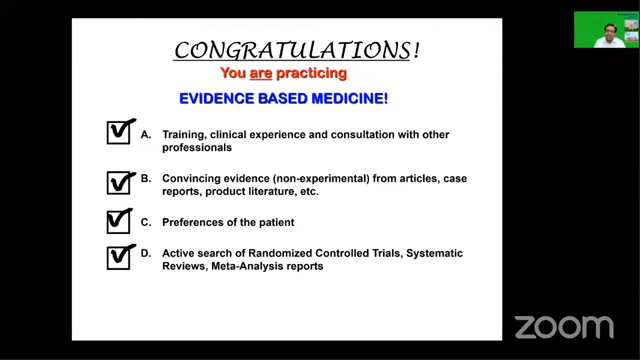 CONGRATULATIONS!
You are practicing
EVIDENCE BASED MEDICINE!
A. Training, clinical experience and consultation with other
professionals
B. Convincing evidence (non-experimental) from articles, case
reports, product literature, etc.
C. Preferences of the patient
D. Active search of Randomized Controlled Trials, Systematic
Reviews, Meta-Analysis reports
zoom